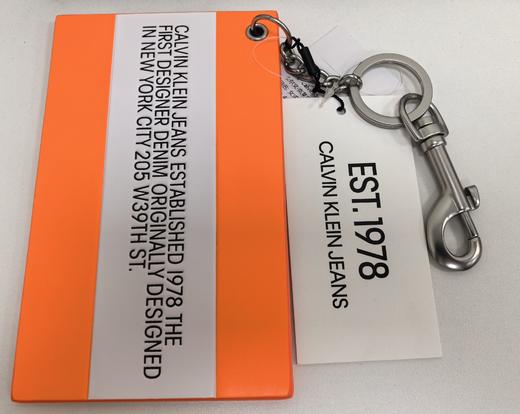 CALVIN KLEIN JEANS ESTABLISHED 1978 THE
FIRST DESIGNER DENIM ORIGINALLY DESIGNED
IN NEW YORK CITY 205 W39TH ST.
EST. 1978
CALVIN KLEIN JEANS